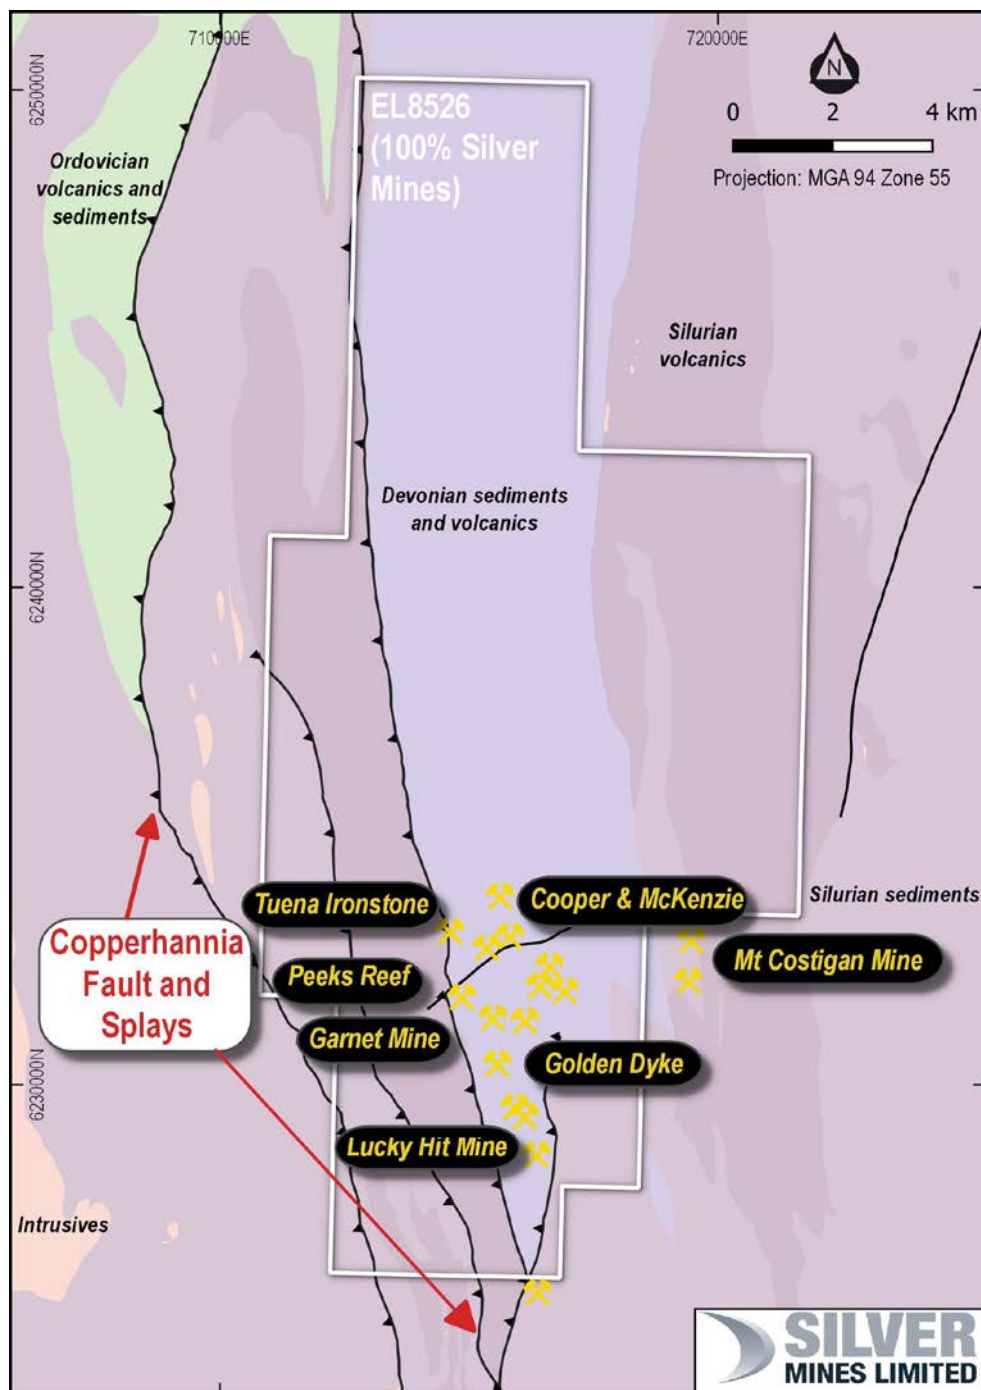 710000E
720000E
6250000N
N
0 2 4 km
Projection: MGA 94 Zone 55
EL8526
(100% Silver
Mines)
Ordovician
volcanics and
sediments
Silurian
volcanics
Devonian sediments
and volcanics
6240000N
Tuena Ironstone
Cooper & McKenzie
Silurian sediments
Copperhannia
Fault and
Splays
Peeks Reef
Mt Costigan Mine
Garnet Mine
Golden Dyke
6230000N
Lucky Hit Mine
Intrusives
SILVER
MINES LIMITED